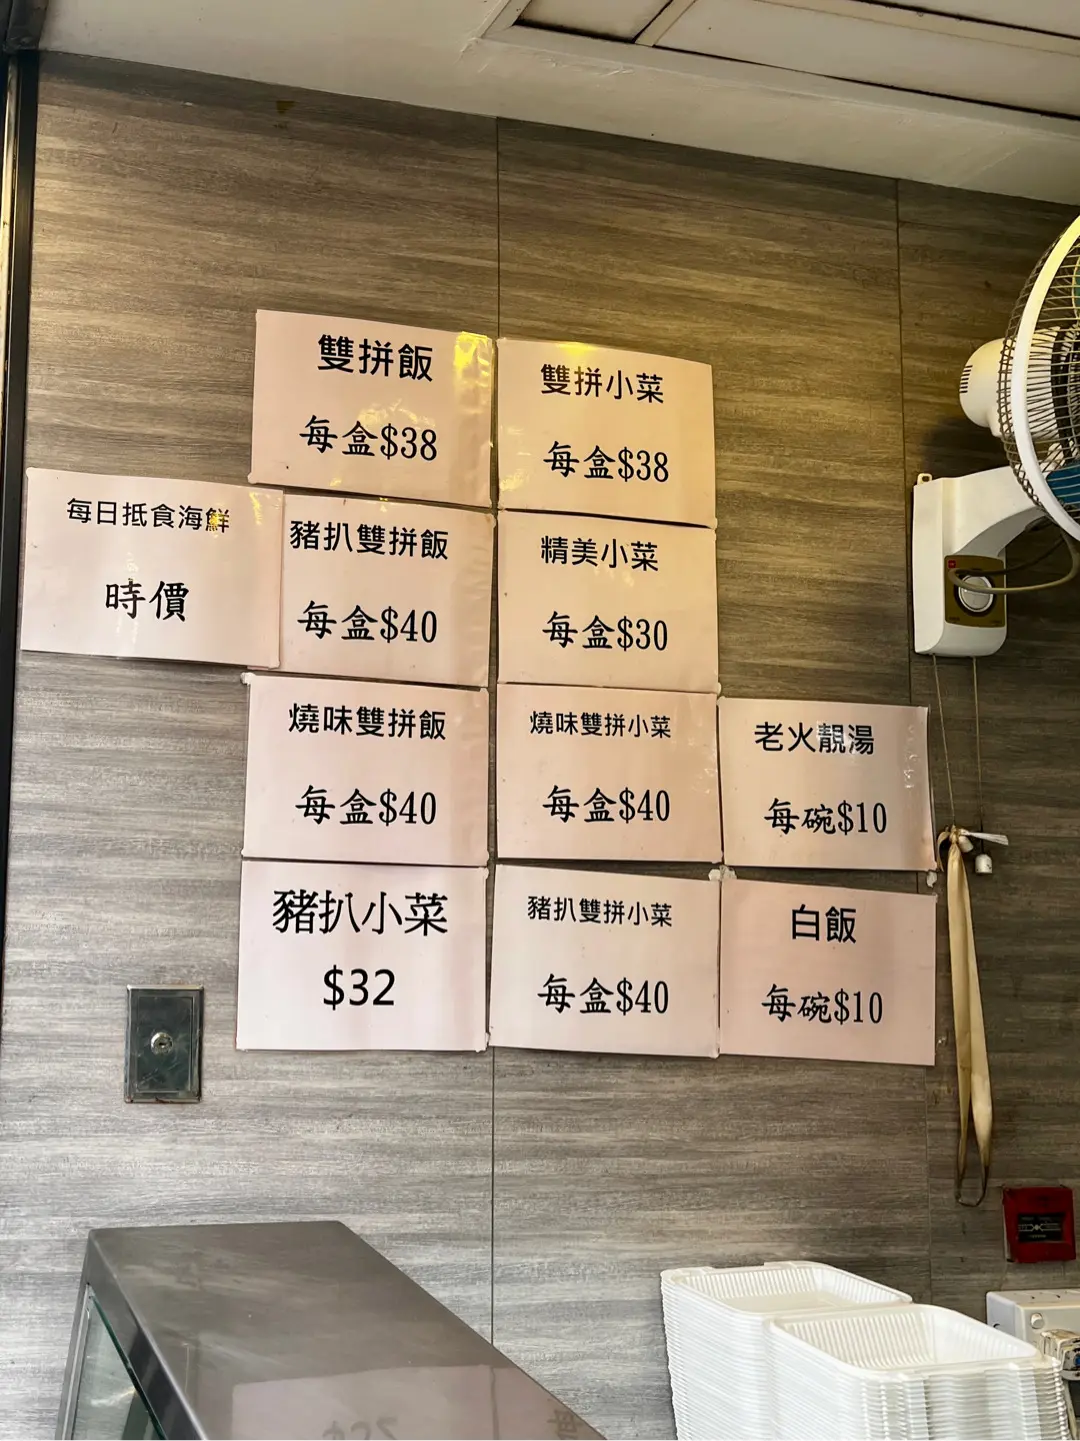 雙拼飯
每盒$38
雙拼小菜
每盒$38
每日抵食海鮮
時價
豬扒雙拼飯
每盒$40
精美小菜
每盒$30
燒味雙拼飯
每盒$40
燒味雙拼小菜
每盒$40
老火靚湯
每碗$10
豬扒小菜
$32
豬扒雙拼小菜
每盒$40
白飯
每碗$10